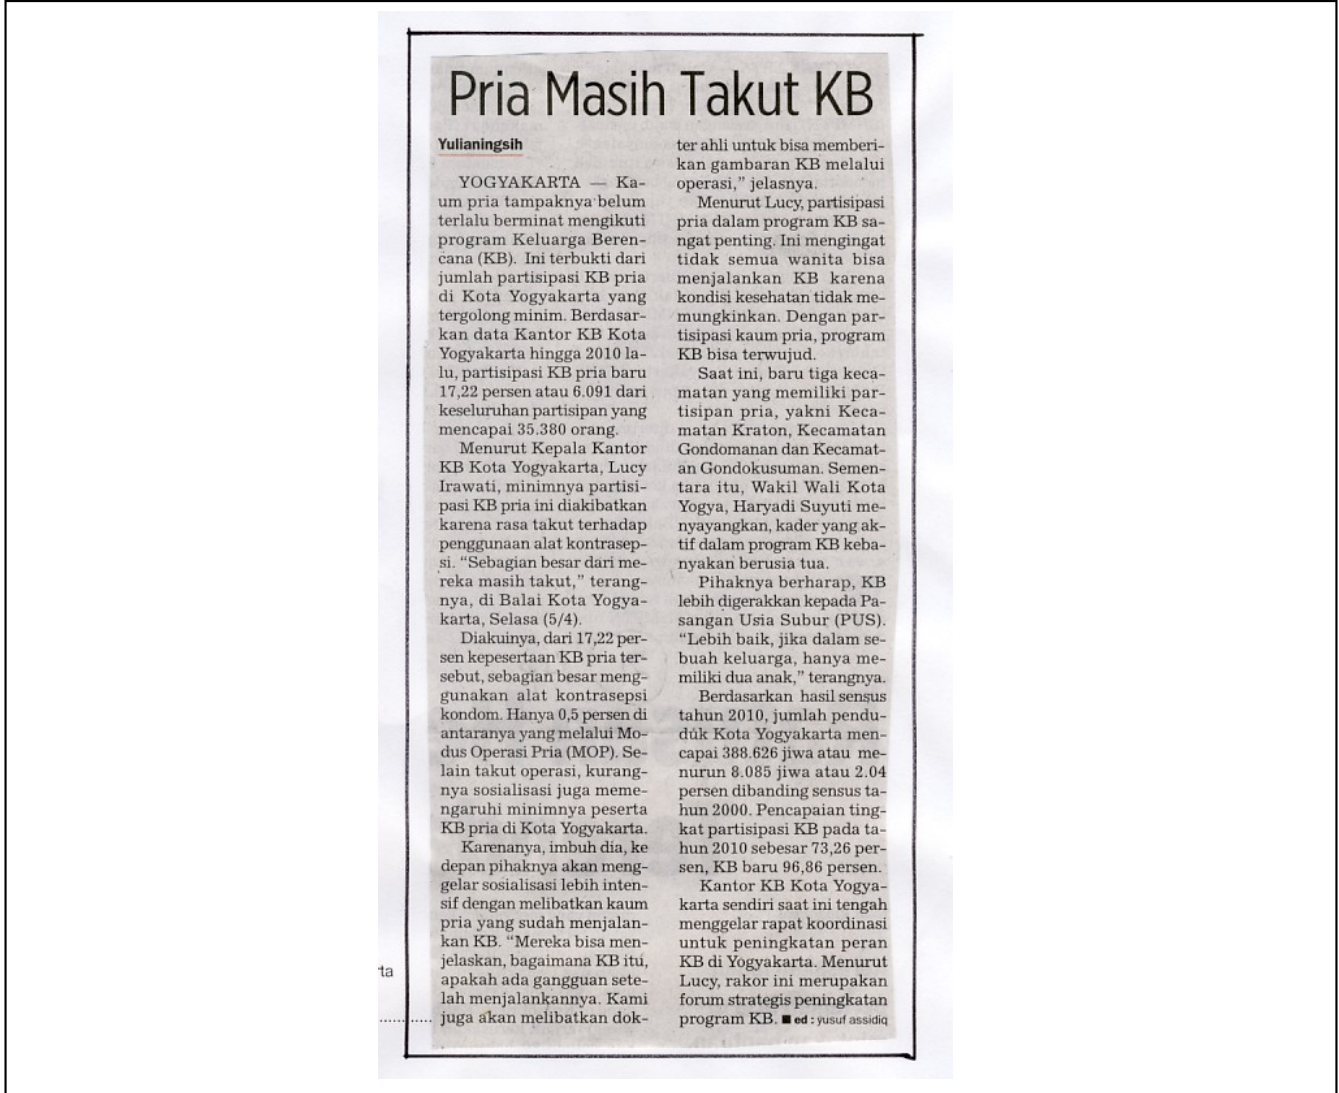 Pria Masih Takut KB
Yulianingsih
YOGYAKARTA — Ka-
um pria tampaknya belum
terlalu berminat mengikuti
program Keluarga Beren-
cana (KB). Ini terbukti dari
jumlah partisipasi KB pria
di Kota Yogyakarta yang
tergolong minim. Berdasar-
kan data Kantor KB Kota
Yogyakarta hingga 2010 la-
lu, partisipasi KB pria baru
17,22 persen atau 6.091 dari
keseluruhan partisipan yang
mencapai 35.380 orang.
Menurut Kepala Kantor
KB Kota Yogyakarta, Lucy
Irawati, minimnya partisi-
pasi KB pria ini diakibatkan
karena rasa takut terhadap
penggunaan alat kontrasep-
si. “Sebagian besar dari me-
reka masih takut,” terang-
nya, di Balai Kota Yogya-
karta, Selasa (5/4).
Diakuinya, dari 17,22 per-
sen kepesertaan KB pria ter-
sebut, sebagian besar meng-
gunakan alat kontrasepsi
kondom. Hanya 0,5 persen di
antaranya yang melalui Mo-
dus Operasi Pria (MOP). Se-
lain takut operasi, kurang-
nya sosialisasi juga meme-
ngaruhi minimnya peserta
KB pria di Kota Yogyakarta.
Karenanya, imbuh dia, ke
depan pihaknya akan meng-
gelar sosialisasi lebih inten-
sif dengan melibatkan kaum
pria yang sudah menjalan-
kan KB. “Mereka bisa men-
jelaskan, bagaimana KB itu,
apakah ada gangguan sete-
lah menjalankannya. Kami
juga akan melibatkan dok-
ter ahli untuk bisa memberi-
kan gambaran KB melalui
operasi,” jelasnya.
Menurut Lucy, partisipasi
pria dalam program KB sa-
ngat penting. Ini mengingat
tidak semua wanita bisa
menjalankan KB karena
kondisi kesehatan tidak me-
mungkinkan. Dengan par-
tisipasi kaum pria, program
KB bisa terwujud.
Saat ini, baru tiga keca-
matan yang memiliki par-
tisipan pria, yakni Keca-
matan Kraton, Kecamatan
Gondomanan dan Kecamat-
an Gondokusuman. Semen-
tara itu, Wakil Wali Kota
Yogya, Haryadi Suyuti me-
nyayangkan, kader yang ak-
tif dalam program KB keba-
nyakan berusia tua.
Pihaknya berharap, KB
lebih digerakkan kepada Pa-
sangan Usia Subur (PUS).
“Lebih baik, jika dalam se-
buah keluarga, hanya me-
miliki dua anak,” terangnya.
Berdasarkan hasil sensus
tahun 2010, jumlah pendu-
duk Kota Yogyakarta men-
capai 388.626 jiwa atau me-
nurun 8.085 jiwa atau 2.04
persen dibanding sensus ta-
hun 2000. Pencapaian ting-
kat partisipasi KB pada ta-
hun 2010 sebesar 73,26 per-
sen, KB baru 96,86 persen.
Kantor KB Kota Yogya-
karta sendiri saat ini tengah
menggelar rapat koordinasi
untuk peningkatan peran
KB di Yogyakarta. Menurut
Lucy, rakor ini merupakan
forum strategis peningkatan
program KB. ■ ed : yusuf assidiq
ta